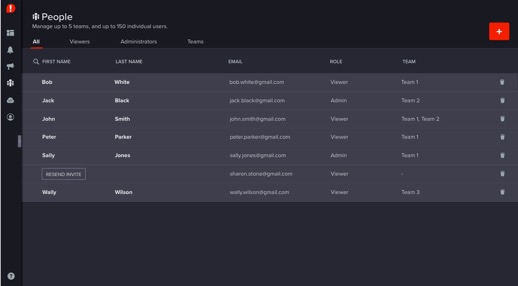 People
Manage up to 5 teams, and up to 150 individual users.
All Viewers Administrators Teams
FIRST NAME LAST NAME EMAIL ROLE TEAM
Bob White bob.white@gmail.com Viewer Team 1
Jack Black jack.black@gmail.com Admin Team 2
John Smith john.smith@gmail.com Viewer Team 1, Team 2
Peter Parker peter.parker@gmail.com Viewer Team 1
Sally Jones sally.jones@gmail.com Admin Team 1
RESEND INVITE sharon.stone@gmail.com Viewer -
Wally Wilson wally.wilson@gmail.com Viewer Team 3